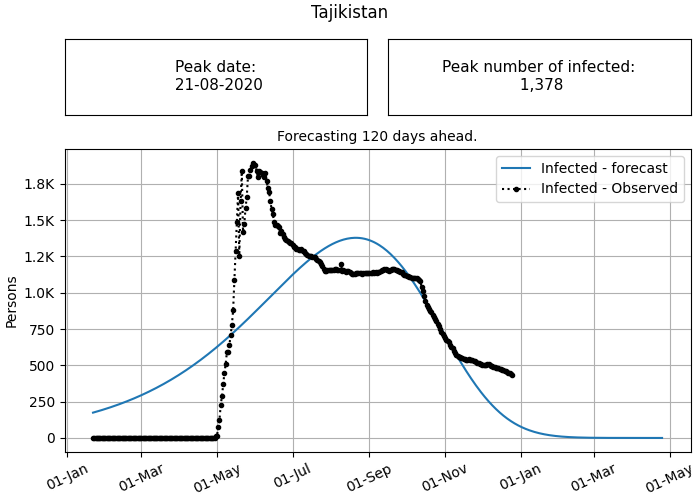 Tajikistan
Peak date:
21-08-2020
Peak number of infected:
1,378
Forecasting 120 days ahead.
Infected - forecast
Infected - Observed
1.8K
1.5K
1.2K
1.0K
750
500
250
0
Persons
01-Jan
01-Mar
01-May
01-Jul
01-Sep
01-Nov
01-Jan
01-Mar
01-May